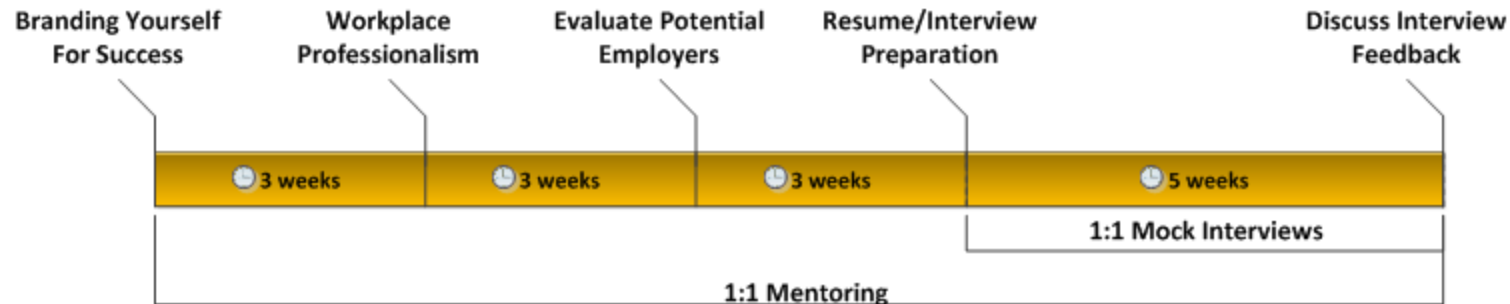 Branding Yourself
For Success
Workplace
Professionalism
Evaluate Potential
Employers
Resume/Interview
Preparation
Discuss Interview
Feedback
3 weeks
3 weeks
3 weeks
5 weeks
1:1 Mock Interviews
1:1 Mentoring